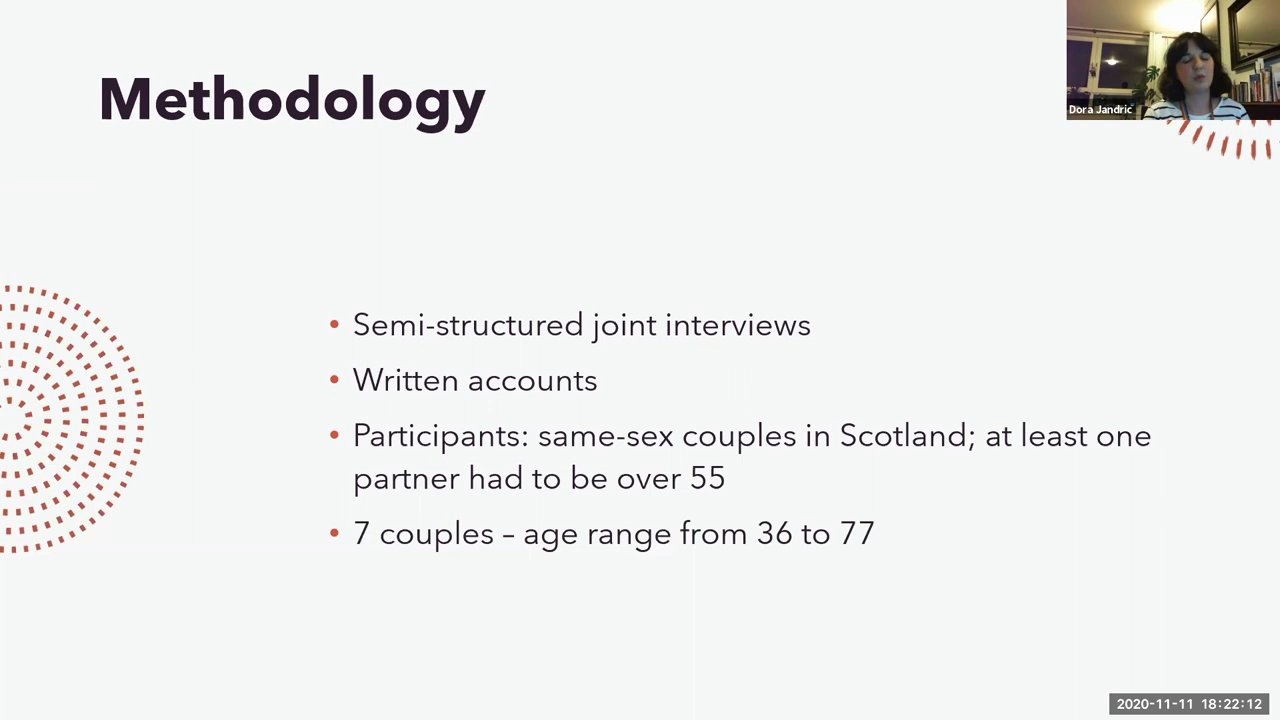 Methodology
Dora Jandric
• Semi-structured joint interviews
• Written accounts
• Participants: same-sex couples in Scotland; at least one
partner had to be over 55
• 7 couples – age range from 36 to 77
2020-11-11 18:22:12